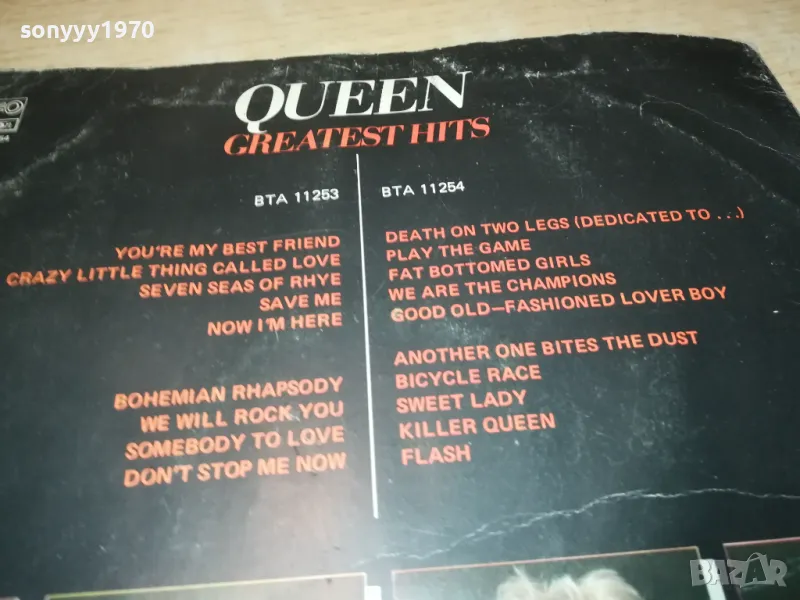 sonyyy1970
QUEEN
GREATEST HITS
BTA 11253
YOU'RE MY BEST FRIEND
CRAZY LITTLE THING CALLED LOVE
SEVEN SEAS OF RHYE
SAVE ME
NOW I'M HERE
BOHEMIAN RHAPSODY
WE WILL ROCK YOU
SOMEBODY TO LOVE
DON'T STOP ME NOW
BTA 11254
DEATH ON TWO LEGS (DEDICATED TO ...)
PLAY THE GAME
FAT BOTTOMED GIRLS
WE ARE THE CHAMPIONS
GOOD OLD–FASHIONED LOVER BOY
ANOTHER ONE BITES THE DUST
BICYCLE RACE
SWEET LADY
KILLER QUEEN
FLASH
BAZAR